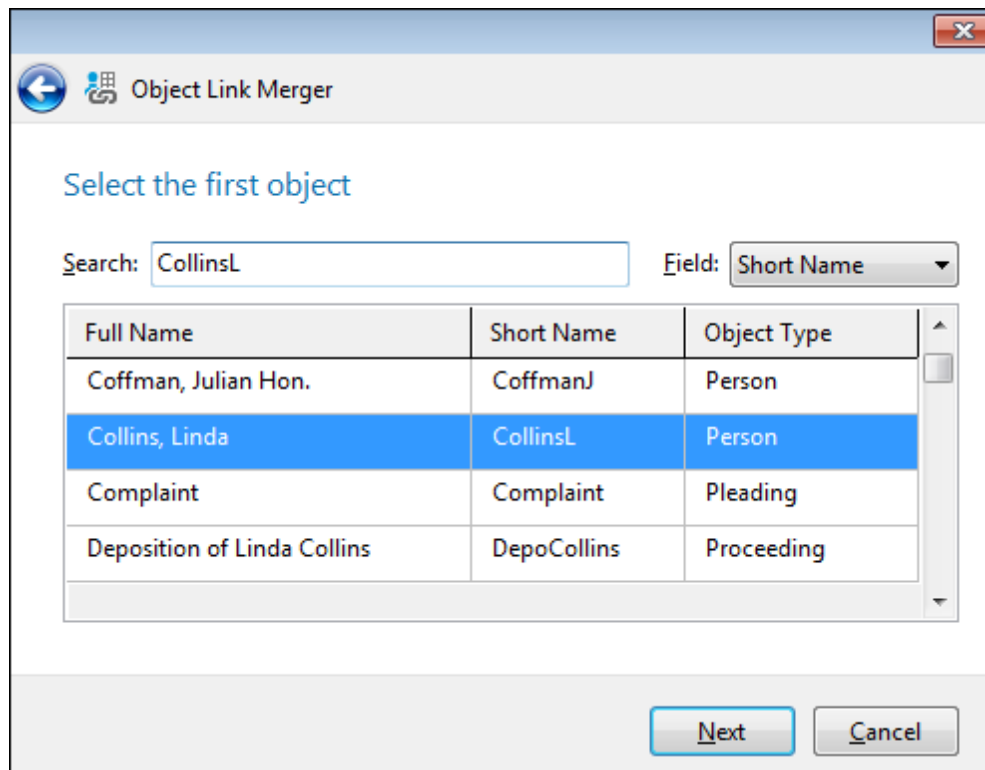 Object Link Merger
Select the first object
Search: CollinsL Field: Short Name
Full Name Short Name Object Type
Coffman, Julian Hon. CoffmanJ Person
Collins, Linda CollinsL Person
Complaint Complaint Pleading
Deposition of Linda Collins DepoCollins Proceeding
Next Cancel